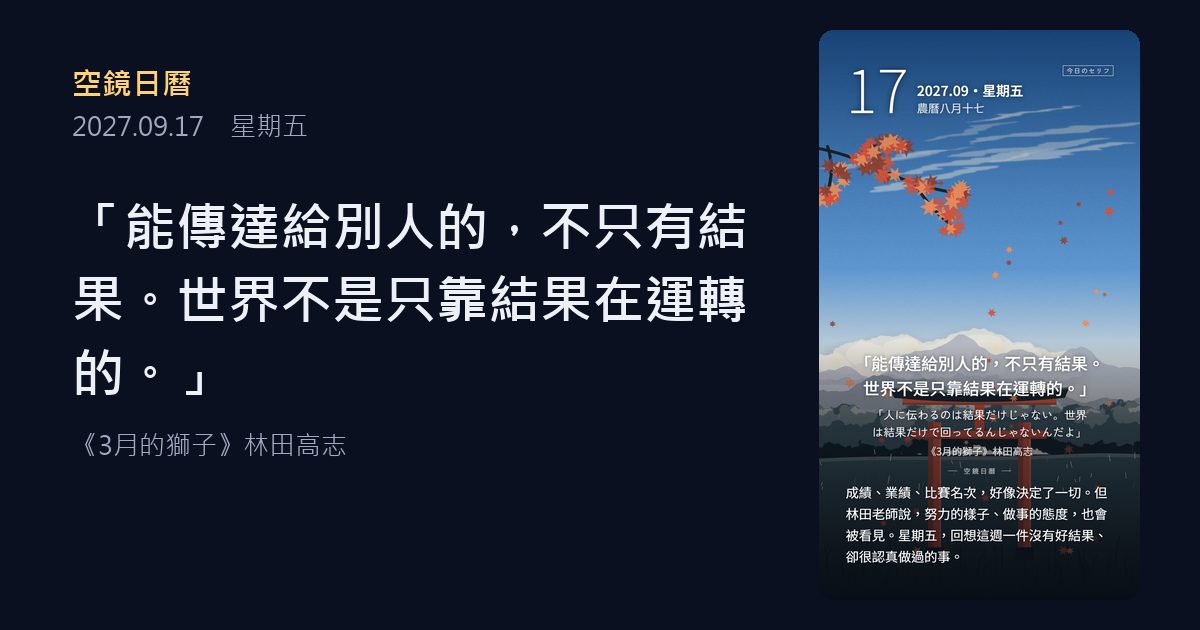 空鏡日曆
2027.09.17　星期五
「能傳達給別人的，不只有結
果。世界不是只靠結果在運轉
的。」
《3月的獅子》林田高志
17
2027.09・星期五
農曆八月十七
今日のセリフ
「能傳達給別人的，不只有結果。
世界不是只靠結果在運轉的。」
「人に伝わるのは結果だけじゃない。世界
は結果だけで回ってるんじゃないんだよ」
《3月的獅子》林田高志
— 空鏡日曆 —
成績、業績、比賽名次，好像決定了一切。但
林田老師說，努力的樣子、做事的態度，也會
被看見。星期五，回想這週一件沒有好結果、
卻很認真做過的事。